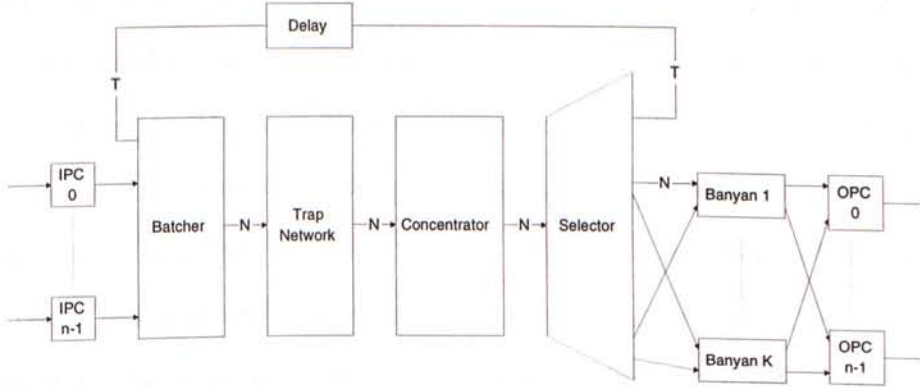 Delay
T
T
IPC
0
IPC
n-1
Batcher
N
Trap
Network
N
Concentrator
N
Selector
N
Banyan 1
Banyan K
OPC
0
OPC
n-1